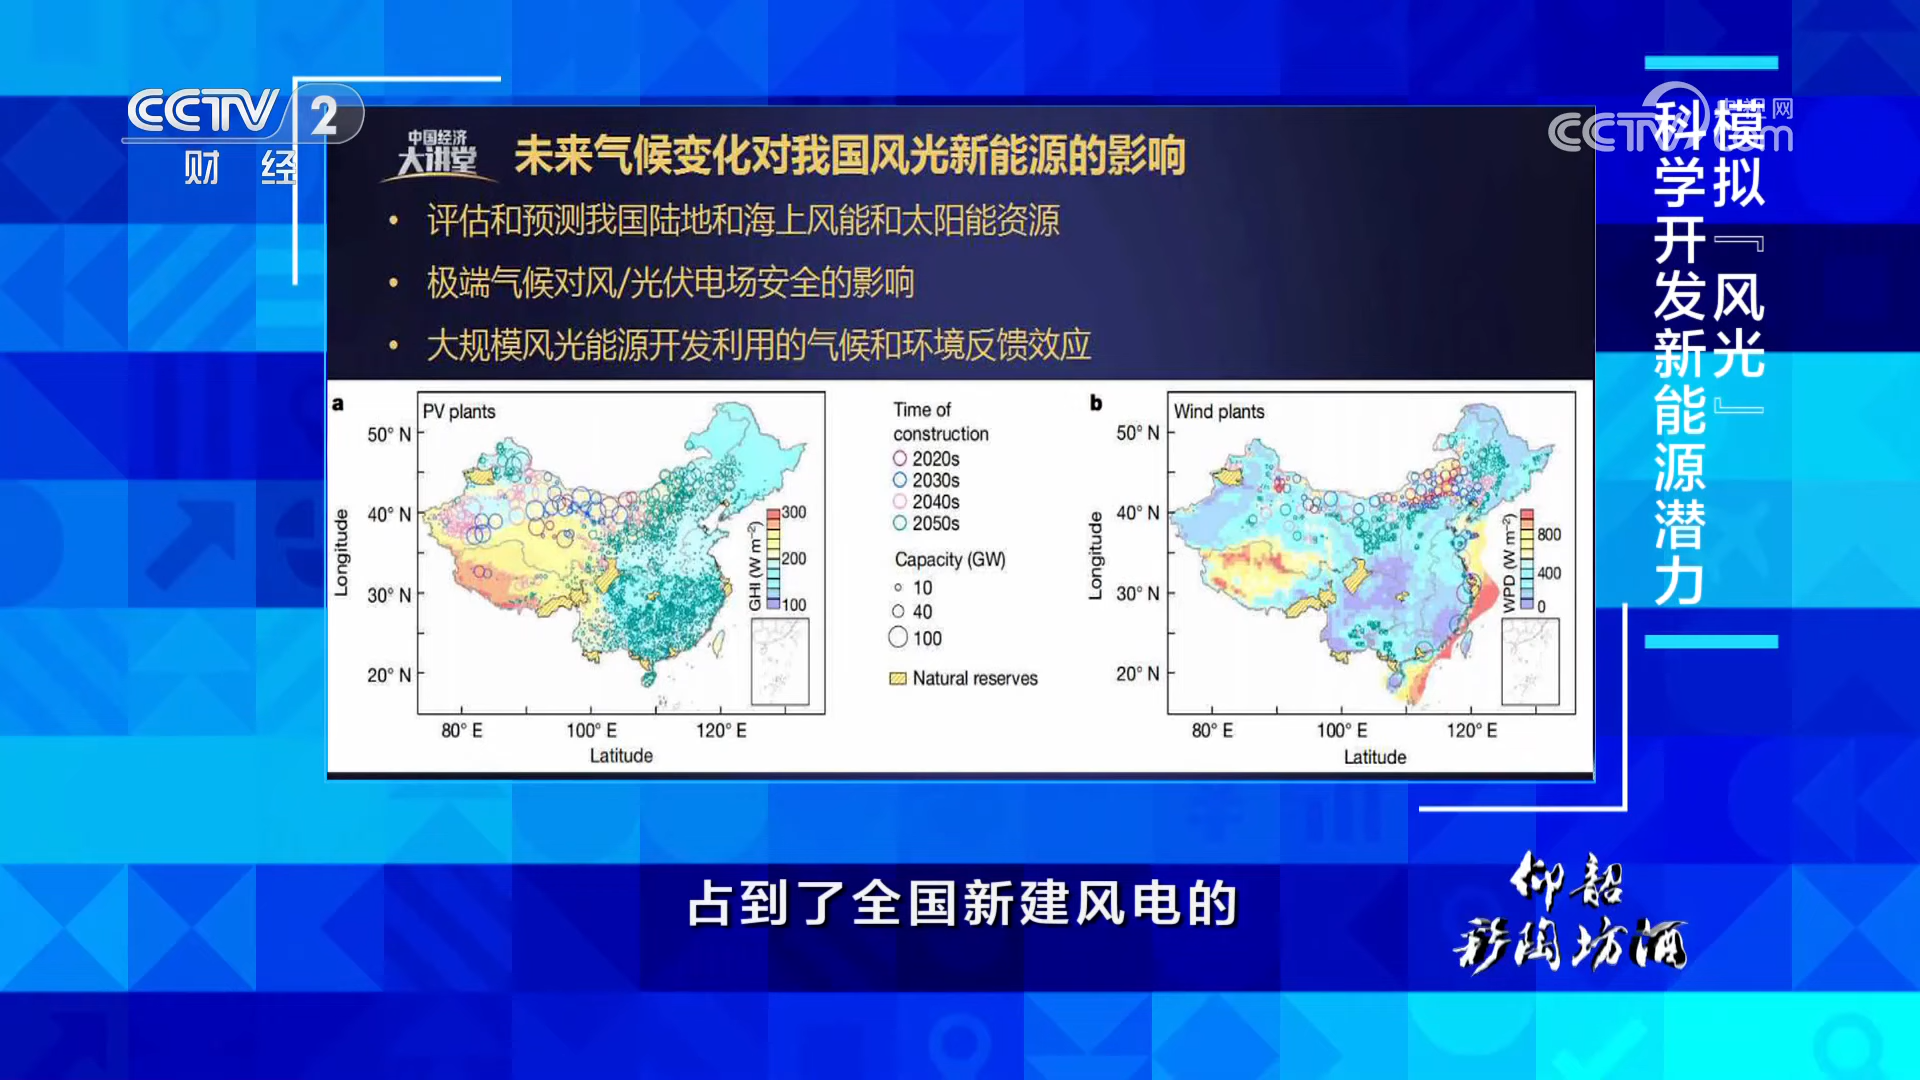 CCTV 2
财经
央视网
CCTV.com
模拟『风光』
科学开发新能源潜力
中国经济
大讲堂
未来气候变化对我国风光新能源的影响
• 评估和预测我国陆地和海上风能和太阳能资源
• 极端气候对风/光伏电场安全的影响
• 大规模风光能源开发利用的气候和环境反馈效应
a
PV plants
50° N
40° N
30° N
20° N
Longitude
80° E 100° E 120° E
Latitude
GHI (W m⁻²)
300
200
100
Time of
construction
2020s
2030s
2040s
2050s
Capacity (GW)
10
40
100
Natural reserves
b
Wind plants
50° N
40° N
30° N
20° N
Longitude
80° E 100° E 120° E
Latitude
WPD (W m⁻²)
800
400
0
占到了全国新建风电的
仰韶
彩陶坊酒